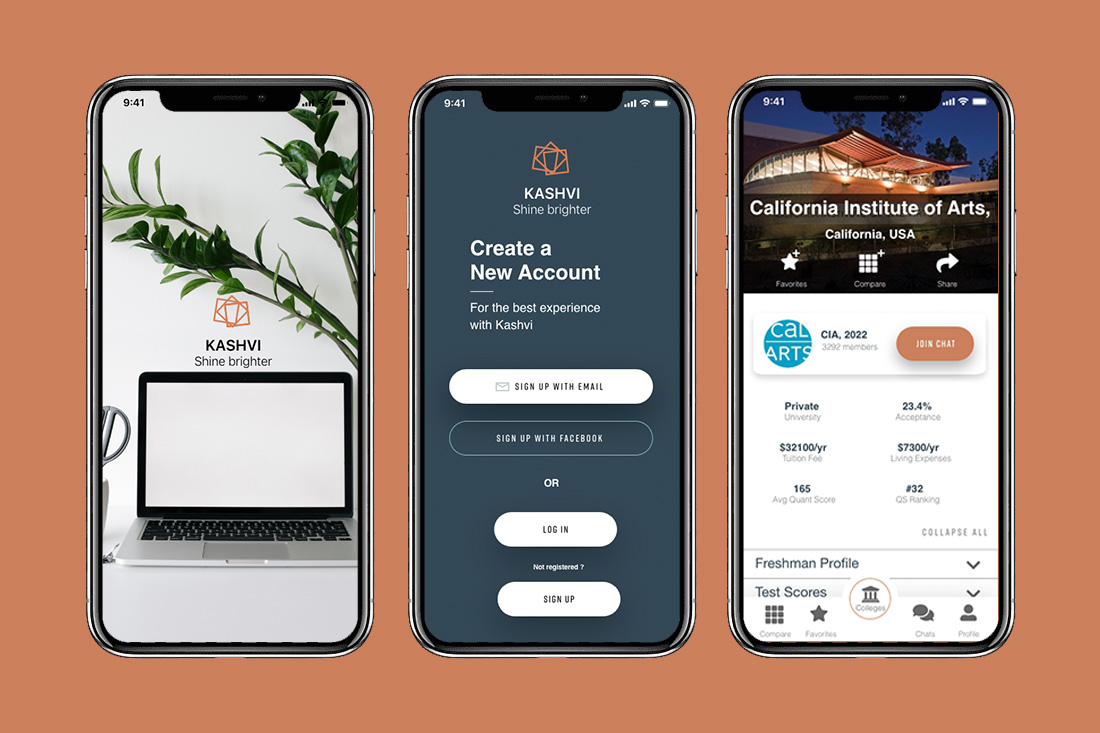 9:41
KASHVI
Shine brighter
9:41
KASHVI
Shine brighter
Create a
New Account
For the best experience
with Kashvi
SIGN UP WITH EMAIL
SIGN UP WITH FACEBOOK
OR
LOG IN
Not registered ?
SIGN UP
9:41
California Institute of Arts,
California, USA
Favorites Compare Share
CAL
ARTS
CIA, 2022
3292 members
JOIN CHAT
Private 23.4%
University Acceptance
$32100/yr $7300/yr
Tuition Fee Living Expenses
165 #32
Avg Quant Score QS Ranking
COLLAPSE ALL
Freshman Profile
Test Scores
Compare Favorites Colleges Chats Profile